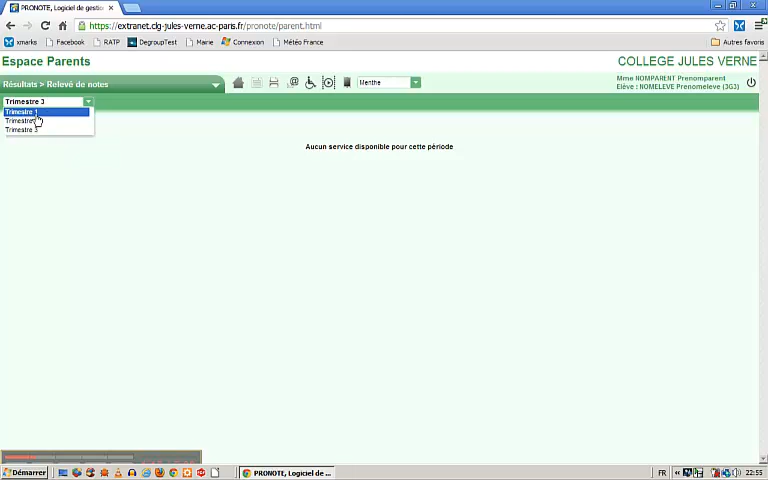 PRONOTE, Logiciel de gestio
https://extranet.clg-jules-verne.ac-paris.fr/pronote/parent.html
xmarks Facebook RATP DegroupTest Mairie Connexion Météo France Autres favoris
Espace Parents COLLEGE JULES VERNE
Résultats > Relevé de notes Menthe
Mme NOMPARENT Prenomparent
Elève : NOMELEVE Prenomeleve (3G3)
Trimestre 3
Trimestre 1
Trimestre
Trimestre 3
Aucun service disponible pour cette période
Démarrer PRONOTE, Logiciel de ... FR 22:55